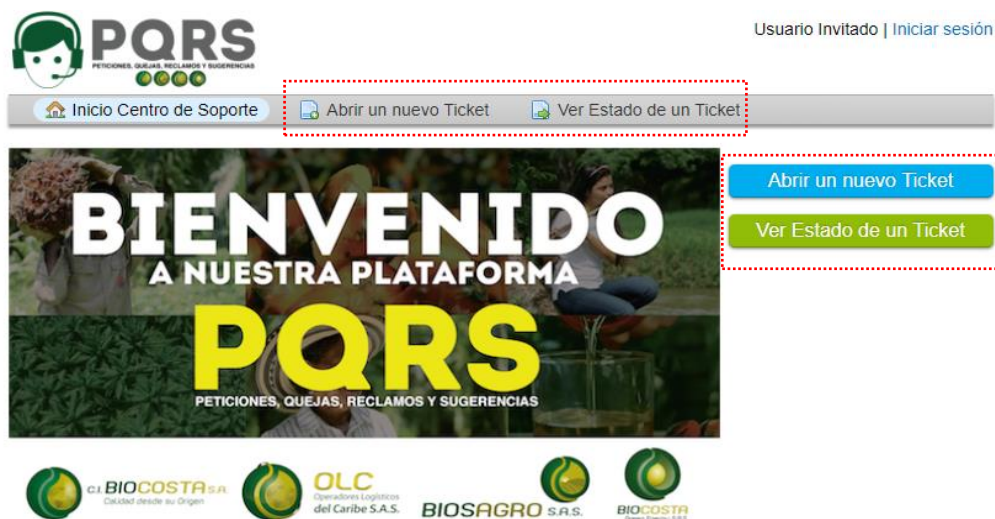 PQRS
PETICIONES, QUEJAS, RECLAMOS Y SUGERENCIAS
Usuario Invitado | Iniciar sesión
Inicio Centro de Soporte
Abrir un nuevo Ticket
Ver Estado de un Ticket
BIENVENIDO
A NUESTRA PLATAFORMA
PQRS
PETICIONES, QUEJAS, RECLAMOS Y SUGERENCIAS
Abrir un nuevo Ticket
Ver Estado de un Ticket
C.I. BIOCOSTA S.A.
Calidad desde su Origen
OLC
Operadores Logísticos
del Caribe S.A.S.
BIOSAGRO S.A.S.
BIOCOSTA
Green Energy S.A.S.